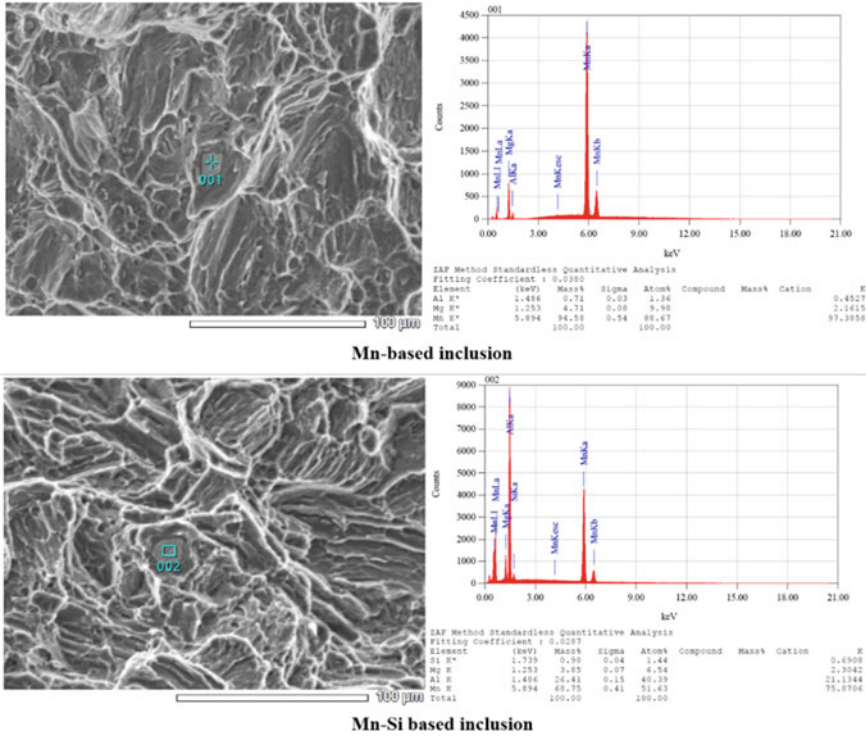 001
4500
4000
3500
3000
2500
2000
1500
1000
500
0
Counts
MnLl
MnLa
MgKa
AlKa
MnKesc
MnKa
MnKb
0.00 3.00 6.00 9.00 12.00 15.00 18.00 21.00
keV
001
100 µm
ZAF Method Standardless Quantitative Analysis
Fitting Coefficient : 0.0380
Element (keV) Mass% Sigma Atom% Compound Mass% Cation K
Al K* 1.486 0.71 0.03 1.36 0.4527
Mg K* 1.253 4.71 0.08 9.98 2.1615
Mn K* 5.894 94.58 0.54 88.67 97.3858
Total 100.00 100.00
Mn-based inclusion
002
9000
8000
7000
6000
5000
4000
3000
2000
1000
0
Counts
MnLl
MnLa
MgKa
AlKa
SiKa
MnKesc
MnKa
MnKb
0.00 3.00 6.00 9.00 12.00 15.00 18.00 21.00
keV
002
100 µm
ZAF Method Standardless Quantitative Analysis
Fitting Coefficient : 0.0287
Element (keV) Mass% Sigma Atom% Compound Mass% Cation K
Si K* 1.739 0.98 0.04 1.44 0.6908
Mg K 1.253 3.85 0.07 6.54 2.3042
Al K 1.486 26.41 0.15 40.39 21.1344
Mn K 5.894 68.75 0.41 51.63 75.8706
Total 100.00 100.00
Mn-Si based inclusion